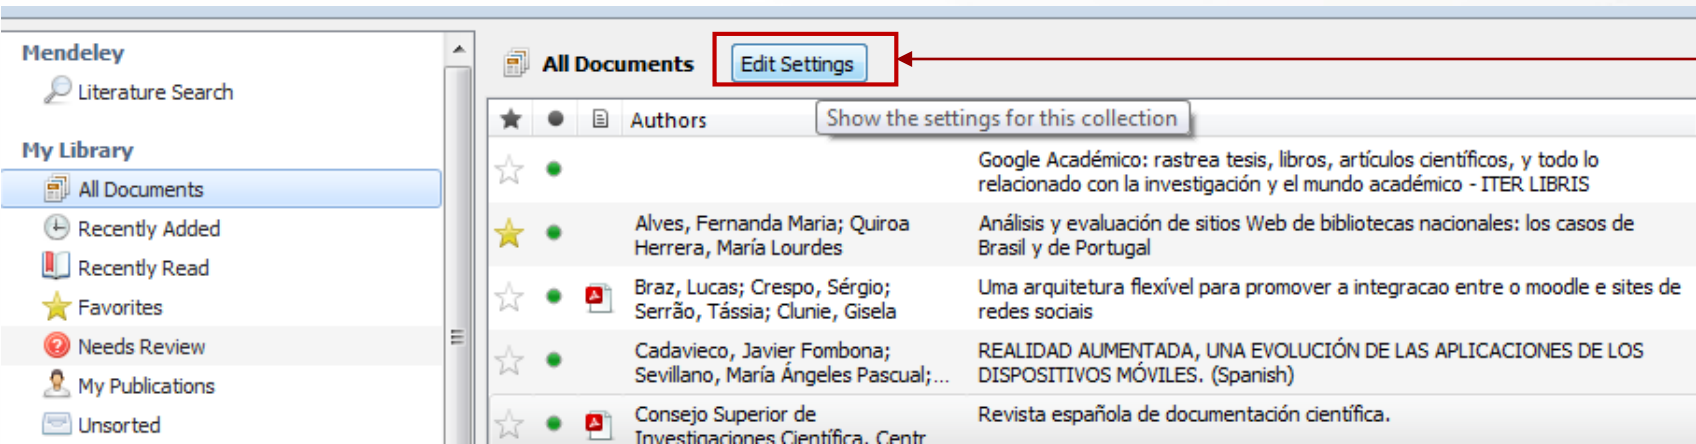 Mendeley
Literature Search
My Library
All Documents
Recently Added
Recently Read
Favorites
Needs Review
My Publications
Unsorted
All Documents Edit Settings
Authors Show the settings for this collection
Google Académico: rastrea tesis, libros, artículos científicos, y todo lo
relacionado con la investigación y el mundo académico - ITER LIBRIS
Alves, Fernanda Maria; Quiroa
Herrera, María Lourdes
Análisis y evaluación de sitios Web de bibliotecas nacionales: los casos de
Brasil y de Portugal
Braz, Lucas; Crespo, Sérgio;
Serrão, Tássia; Clunie, Gisela
Uma arquitetura flexível para promover a integracao entre o moodle e sites de
redes sociais
Cadavieco, Javier Fombona;
Sevillano, María Ángeles Pascual;...
REALIDAD AUMENTADA, UNA EVOLUCIÓN DE LAS APLICACIONES DE LOS
DISPOSITIVOS MÓVILES. (Spanish)
Consejo Superior de
Investigaciones Científica, Centr
Revista española de documentación científica.